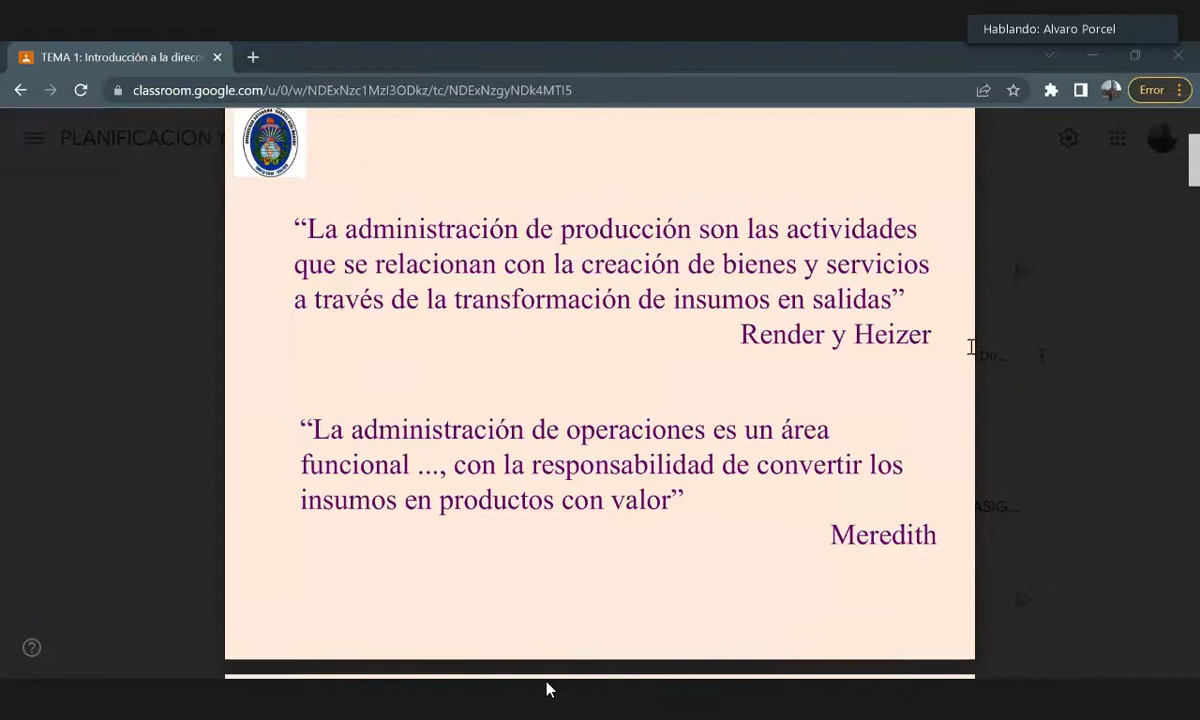 Hablando: Alvaro Porcel
TEMA 1: Introducción a la direcc
classroom.google.com/u/0/w/NDExNzc1MzI3ODkz/tc/NDExNzgyNDk4MTI5
Error
PLANIFICACION Y
“La administración de producción son las actividades
que se relacionan con la creación de bienes y servicios
a través de la transformación de insumos en salidas”
Render y Heizer
Dir...
“La administración de operaciones es un área
funcional ..., con la responsabilidad de convertir los
insumos en productos con valor”
ASIG...
Meredith